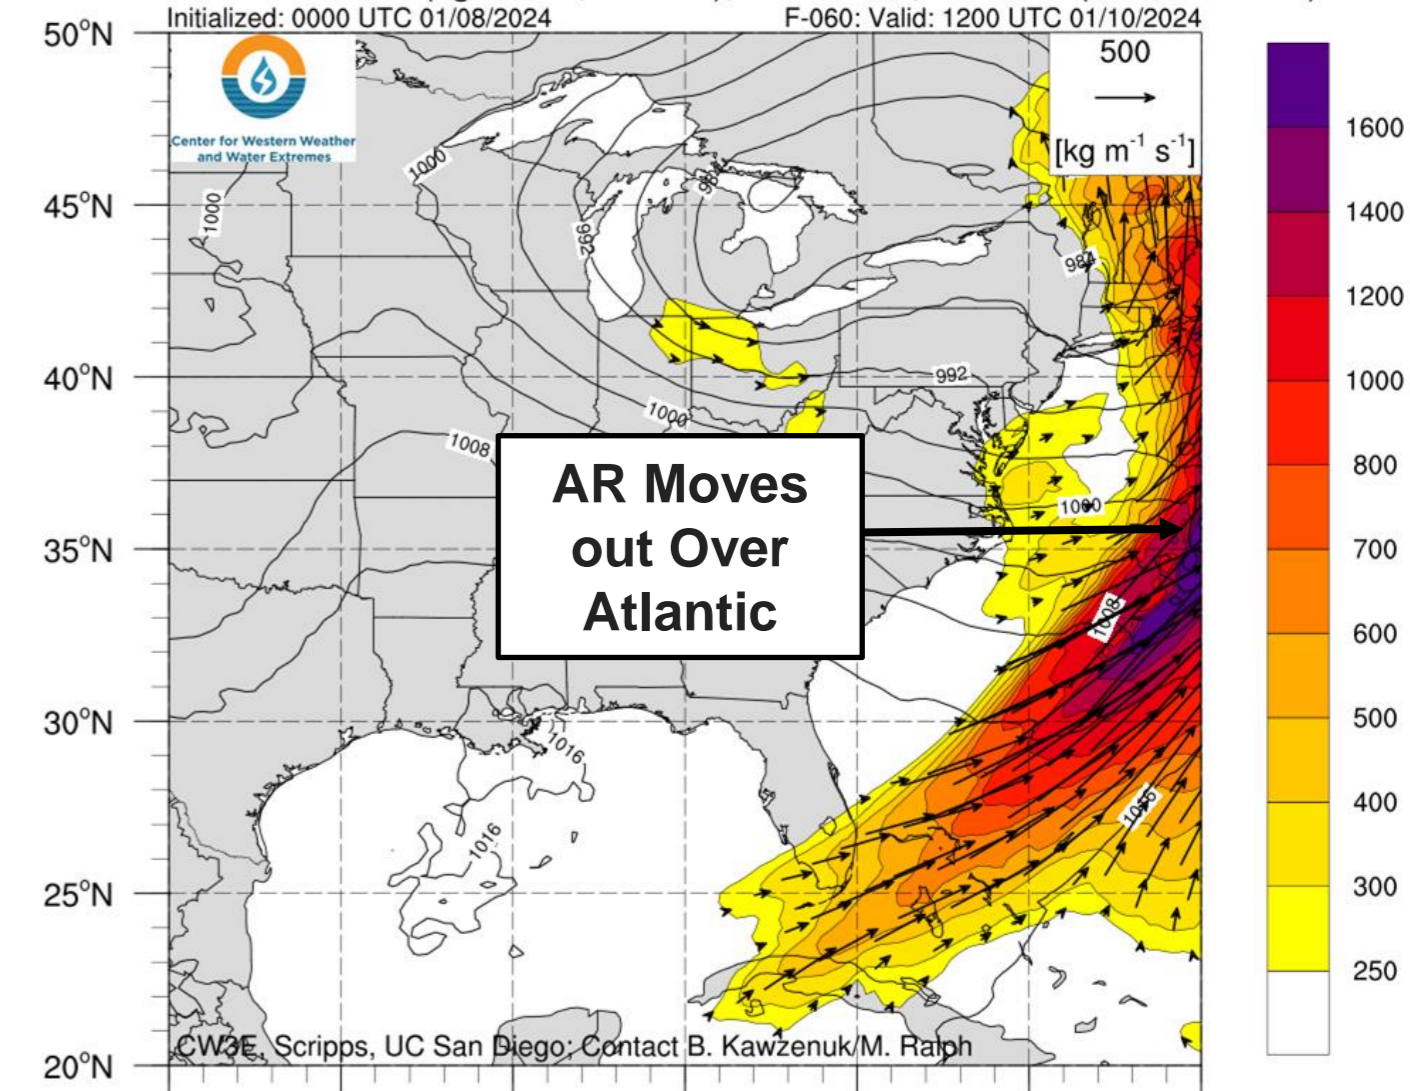 Initialized: 0000 UTC 01/08/2024
F-060: Valid: 1200 UTC 01/10/2024
50°N
45°N
40°N
35°N
30°N
25°N
20°N
Center for Western Weather
and Water Extremes
500
[kg m-1 s-1]
1000
1000
992
984
992
1000
1008
1000
1008
1016
1016
1016
AR Moves
out Over
Atlantic
CW3E, Scripps, UC San Diego; Contact B. Kawzenuk/M. Ralph
1600
1400
1200
1000
800
700
600
500
400
300
250